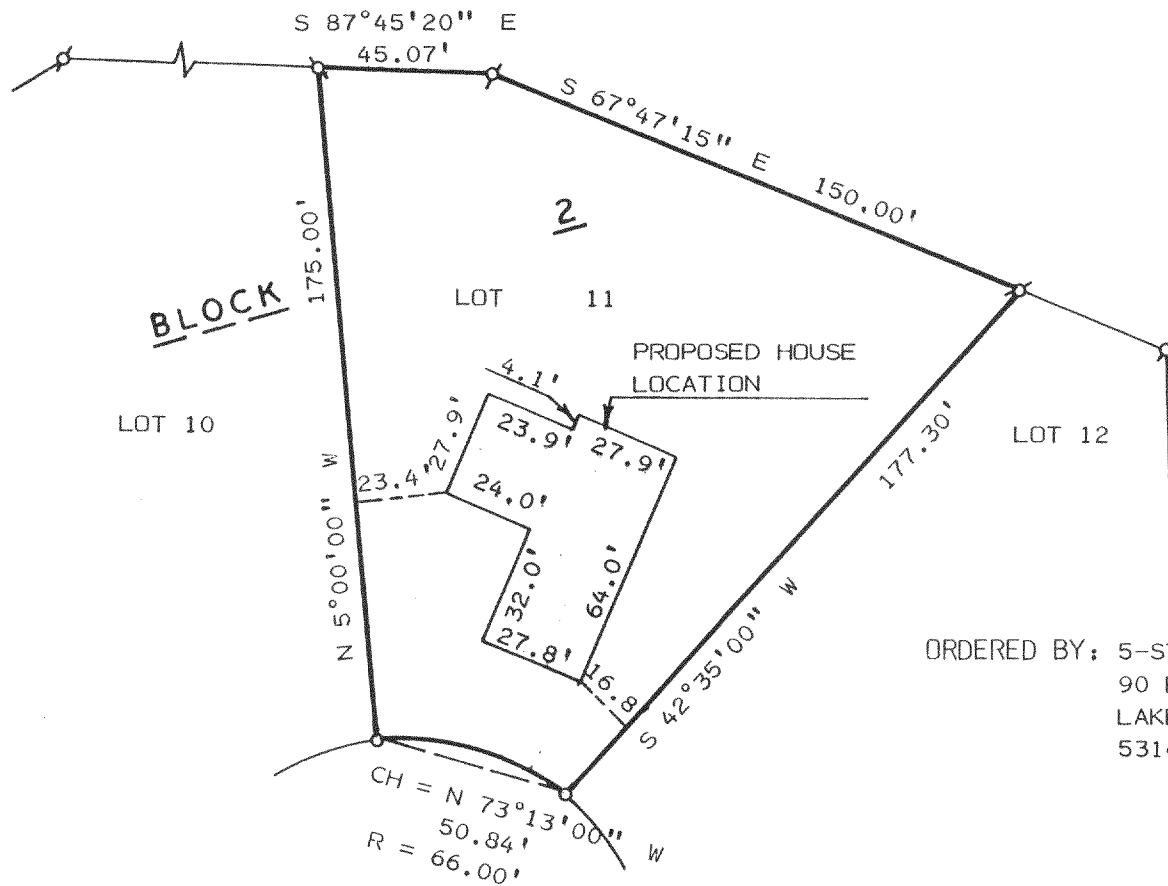 S 87°45'20" E
45.07'
S 67°47'15" E 150.00'
2
175.00'
BLOCK
LOT 11
PROPOSED HOUSE
LOCATION
4.1'
LOT 10
LOT 12
27.9'
23.9'
27.9'
23.4'
24.0'
177.30'
N 5°00'00" W
32.0'
64.0'
27.8'
16.8
S 42°35'00" W
ORDERED BY: 5-S
90
LAKE
531
CH = N 73°13'00" W
50.84'
R = 66.00'